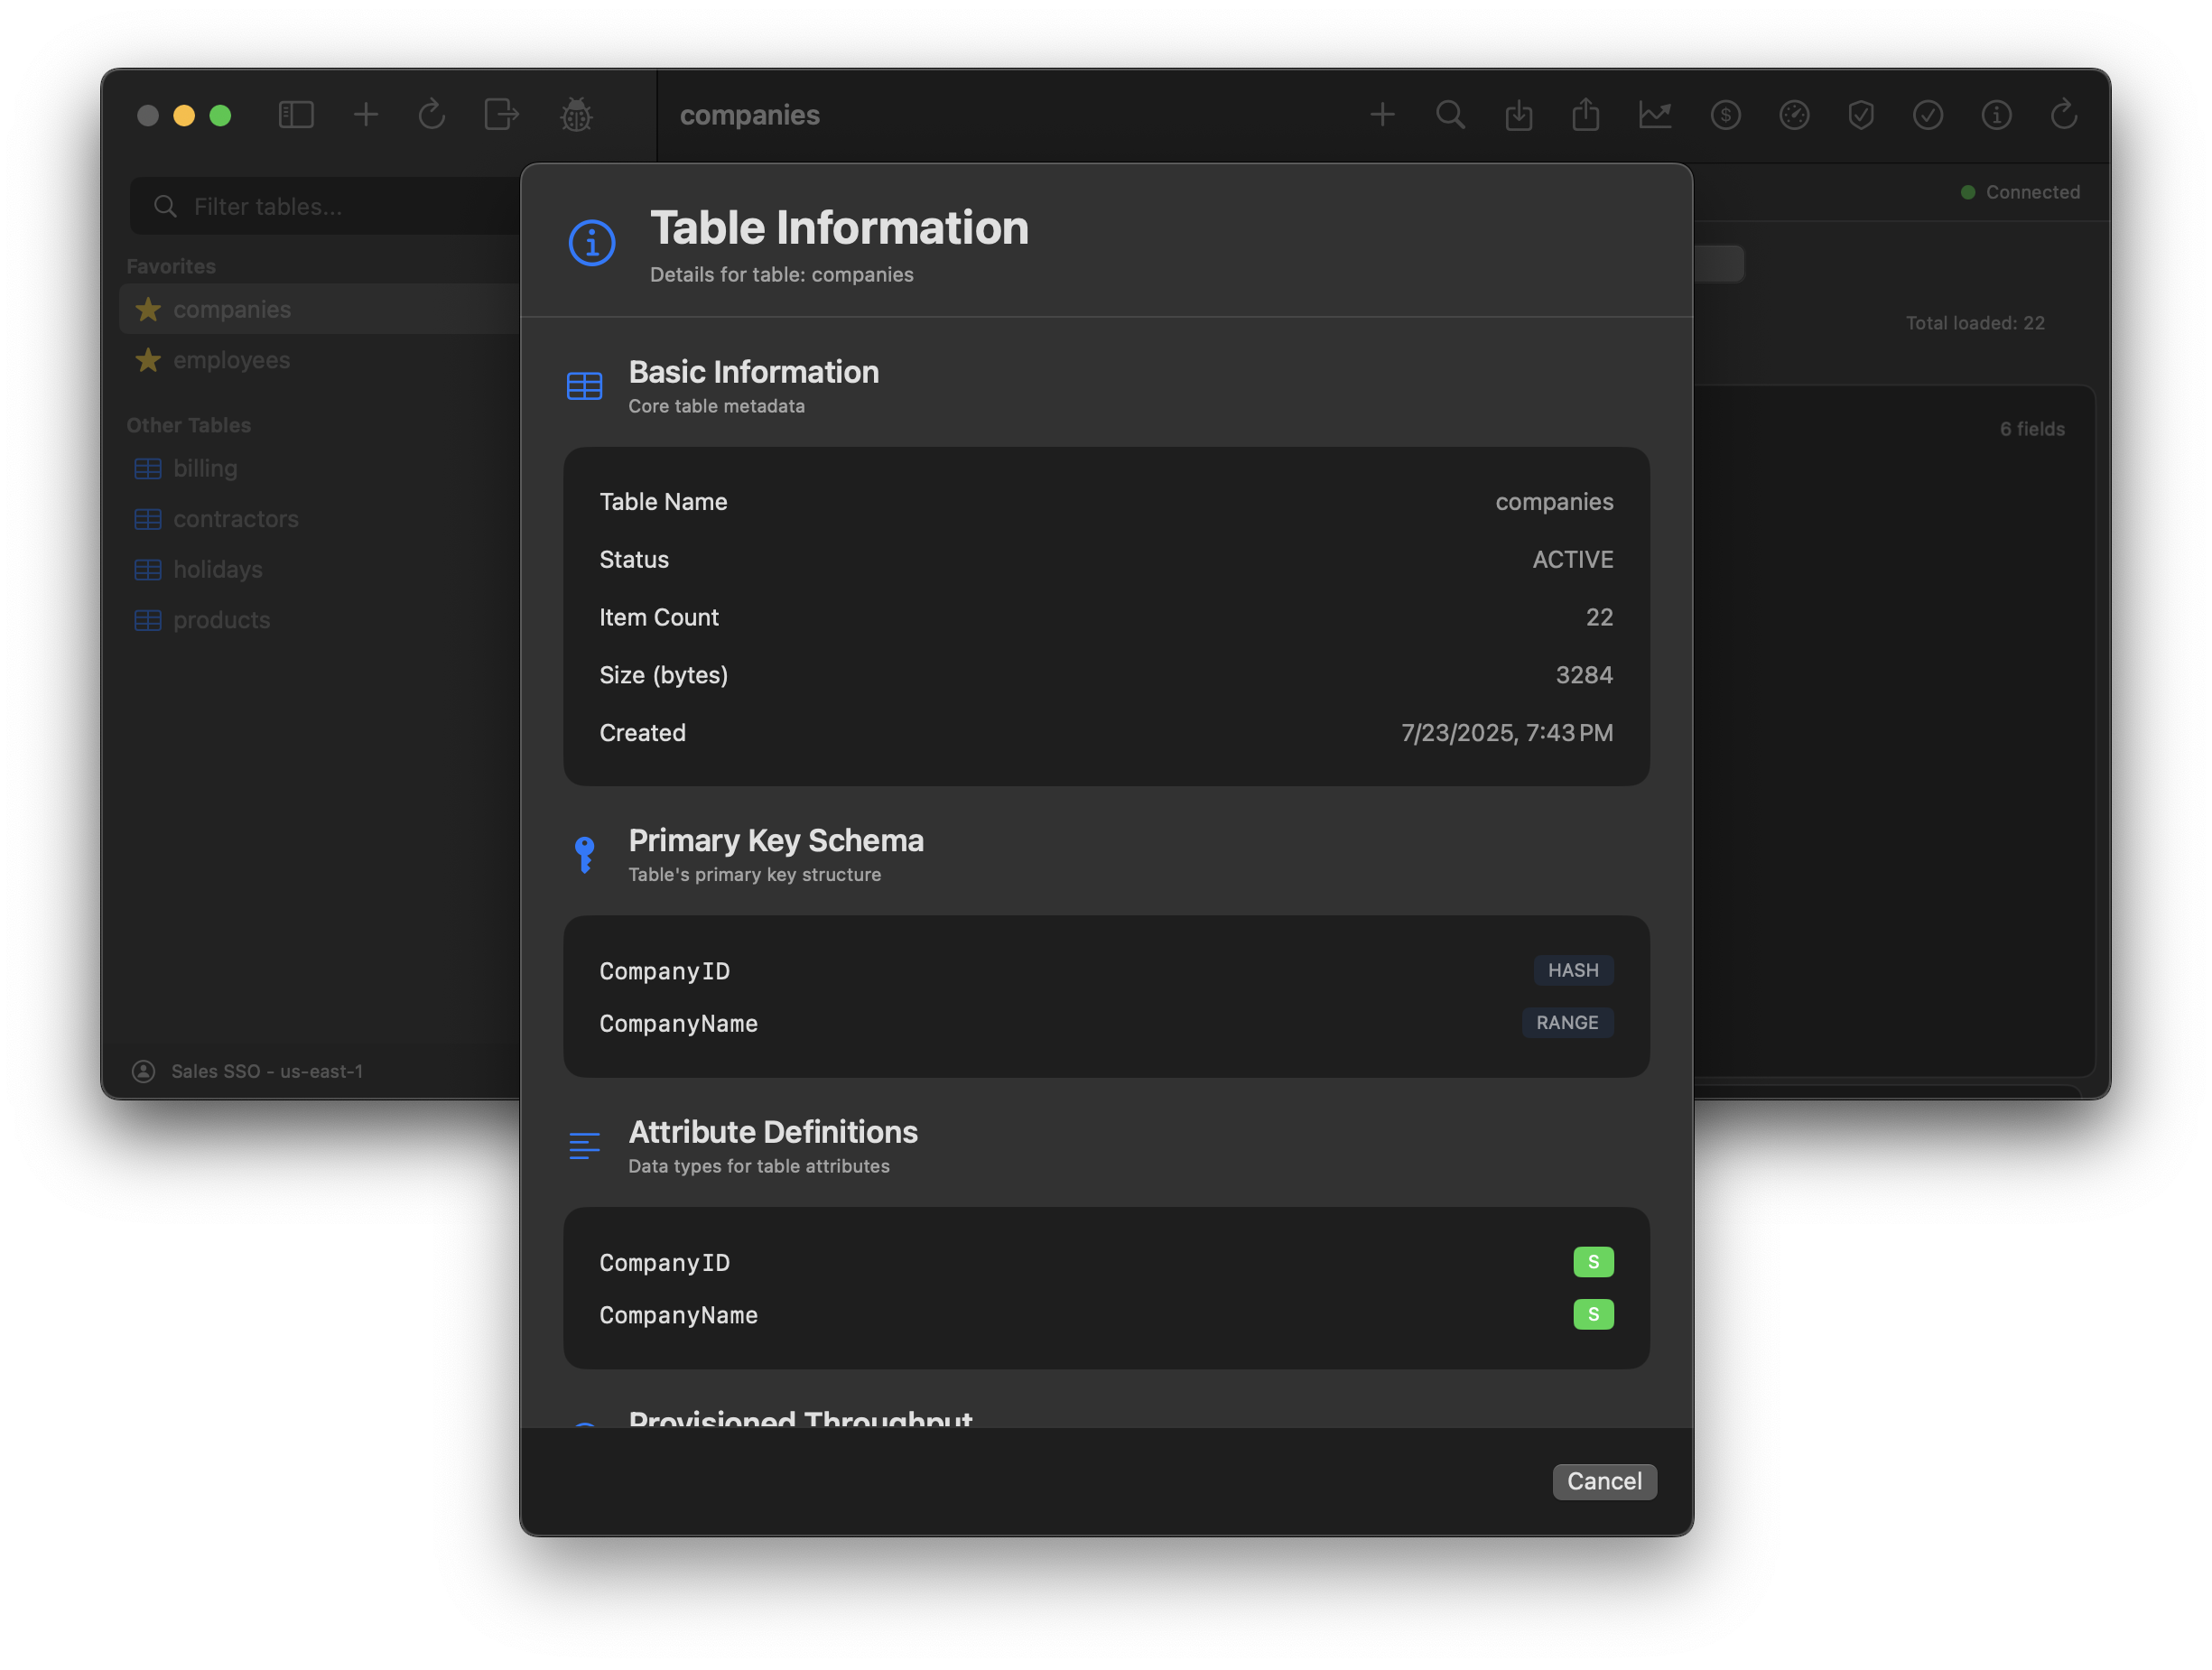 companies
Filter tables...
Favorites
companies
employees
Other Tables
billing
contractors
holidays
products
Sales SSO - us-east-1
Connected
Total loaded: 22
6 fields
Table Information
Details for table: companies
Basic Information
Core table metadata
Table Name companies
Status ACTIVE
Item Count 22
Size (bytes) 3284
Created 7/23/2025, 7:43 PM
Primary Key Schema
Table's primary key structure
CompanyID HASH
CompanyName RANGE
Attribute Definitions
Data types for table attributes
CompanyID S
CompanyName S
Provisioned Throughput
Cancel